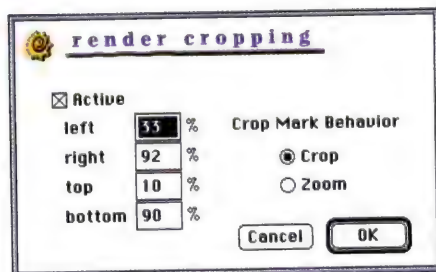 render cropping
Active
left 33 %
right 92 %
top 10 %
bottom 90 %
Crop Mark Behavior
Crop
Zoom
Cancel OK